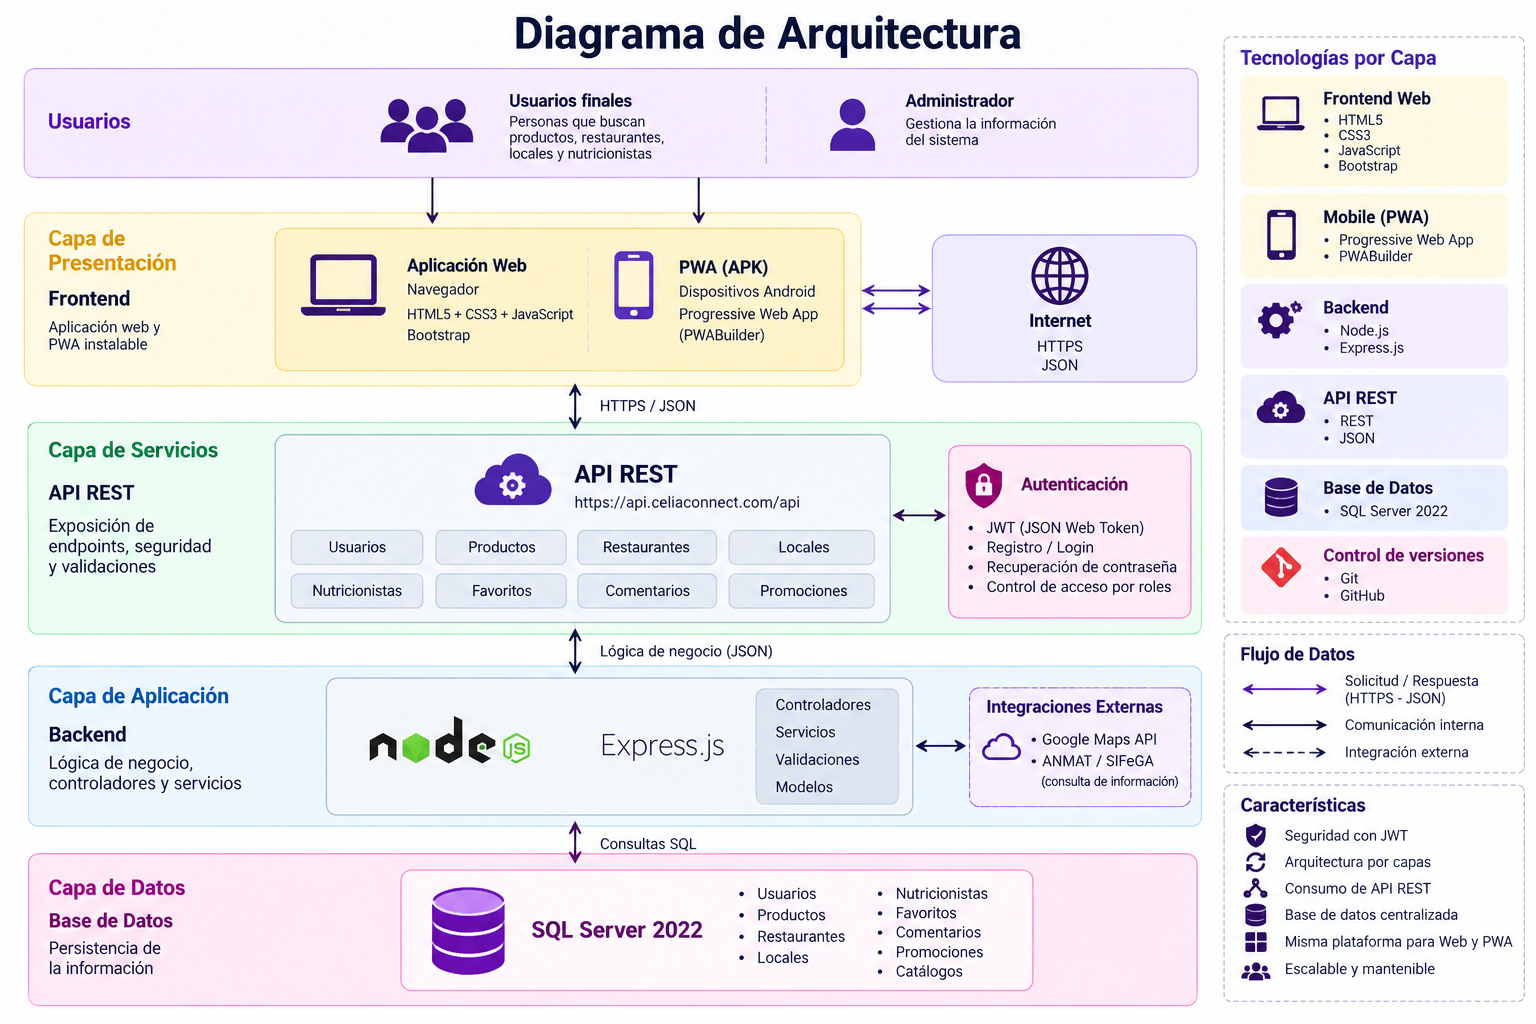 Diagrama de Arquitectura
Usuarios
Usuarios finales
Personas que buscan
productos, restaurantes,
locales y nutricionistas
Administrador
Gestiona la información
del sistema
Capa de
Presentación
Frontend
Aplicación web y
PWA instalable
Aplicación Web
Navegador
HTML5 + CSS3 + JavaScript
Bootstrap
PWA (APK)
Dispositivos Android
Progressive Web App
(PWABuilder)
Internet
HTTPS
JSON
HTTPS / JSON
Capa de Servicios
API REST
Exposición de
endpoints, seguridad
y validaciones
API REST
https://api.celiaconnect.com/api
Usuarios
Productos
Restaurantes
Locales
Nutricionistas
Favoritos
Comentarios
Promociones
Autenticación
• JWT (JSON Web Token)
• Registro / Login
• Recuperación de contraseña
• Control de acceso por roles
Lógica de negocio (JSON)
Capa de Aplicación
Backend
Lógica de negocio,
controladores y servicios
node JS
Express.js
Controladores
Servicios
Validaciones
Modelos
Integraciones Externas
• Google Maps API
• ANMAT / SIFeGA
(consulta de información)
Consultas SQL
Capa de Datos
Base de Datos
Persistencia de
la información
SQL Server 2022
• Usuarios
• Productos
• Restaurantes
• Locales
• Nutricionistas
• Favoritos
• Comentarios
• Promociones
• Catálogos
Tecnologías por Capa
Frontend Web
• HTML5
• CSS3
• JavaScript
• Bootstrap
Mobile (PWA)
• Progressive Web App
• PWABuilder
Backend
• Node.js
• Express.js
API REST
• REST
• JSON
Base de Datos
• SQL Server 2022
Control de versiones
• Git
• GitHub
Flujo de Datos
Solicitud / Respuesta
(HTTPS - JSON)
Comunicación interna
Integración externa
Características
Seguridad con JWT
Arquitectura por capas
Consumo de API REST
Base de datos centralizada
Misma plataforma para Web y PWA
Escalable y mantenible